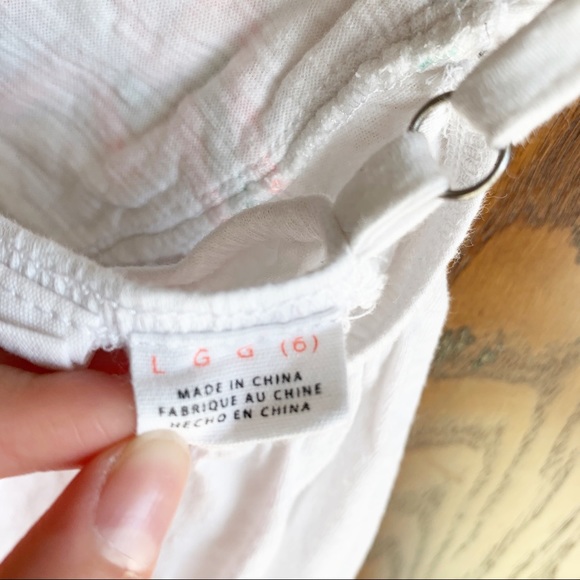 L G G (6)
MADE IN CHINA
FABRIQUE AU CHINE
HECHO EN CHINA